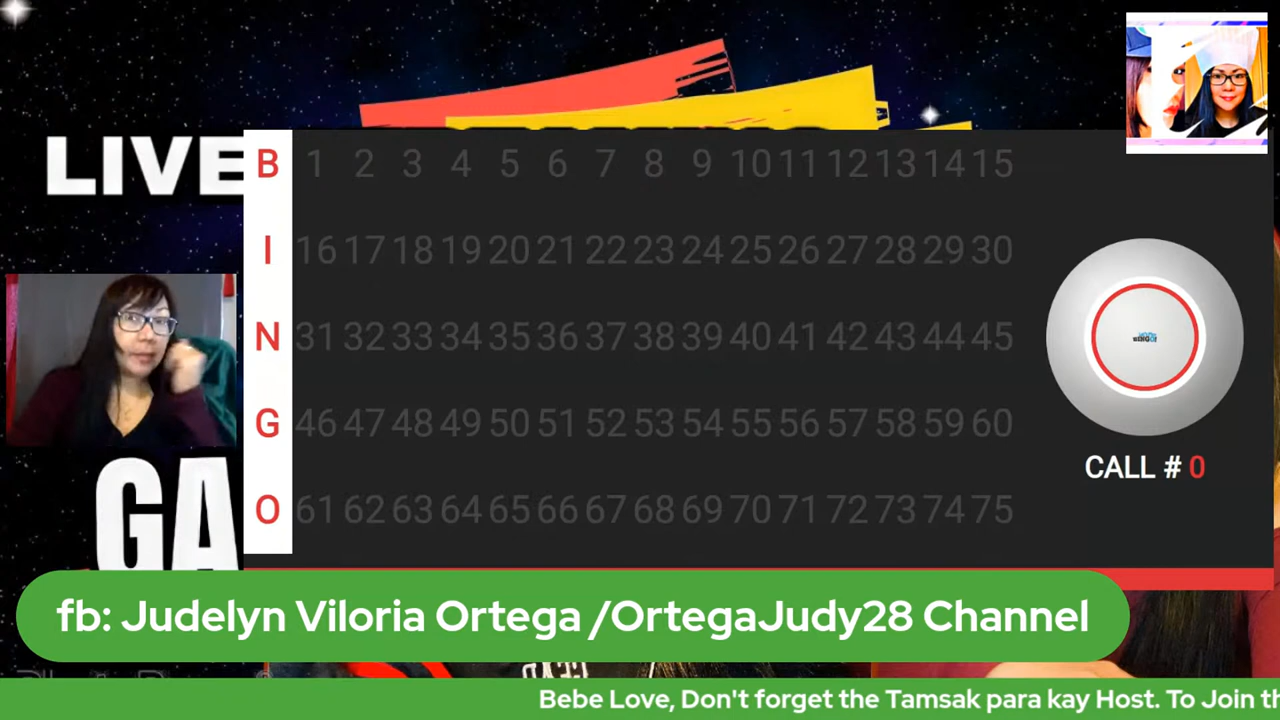 LIVE
B 1 2 3 4 5 6 7 8 9 10 11 12 13 14 15
I 16 17 18 19 20 21 22 23 24 25 26 27 28 29 30
N 31 32 33 34 35 36 37 38 39 40 41 42 43 44 45
G 46 47 48 49 50 51 52 53 54 55 56 57 58 59 60
O 61 62 63 64 65 66 67 68 69 70 71 72 73 74 75
CALL # 0
GA
fb: Judelyn Viloria Ortega /OrtegaJudy28 Channel
Bebe Love, Don't forget the Tamsak para kay Host. To Join th